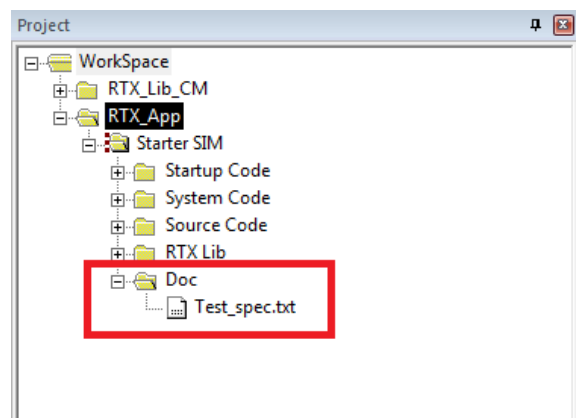 Project
WorkSpace
RTX_Lib_CM
RTX_App
Starter SIM
Startup Code
System Code
Source Code
RTX Lib
Doc
Test_spec.txt